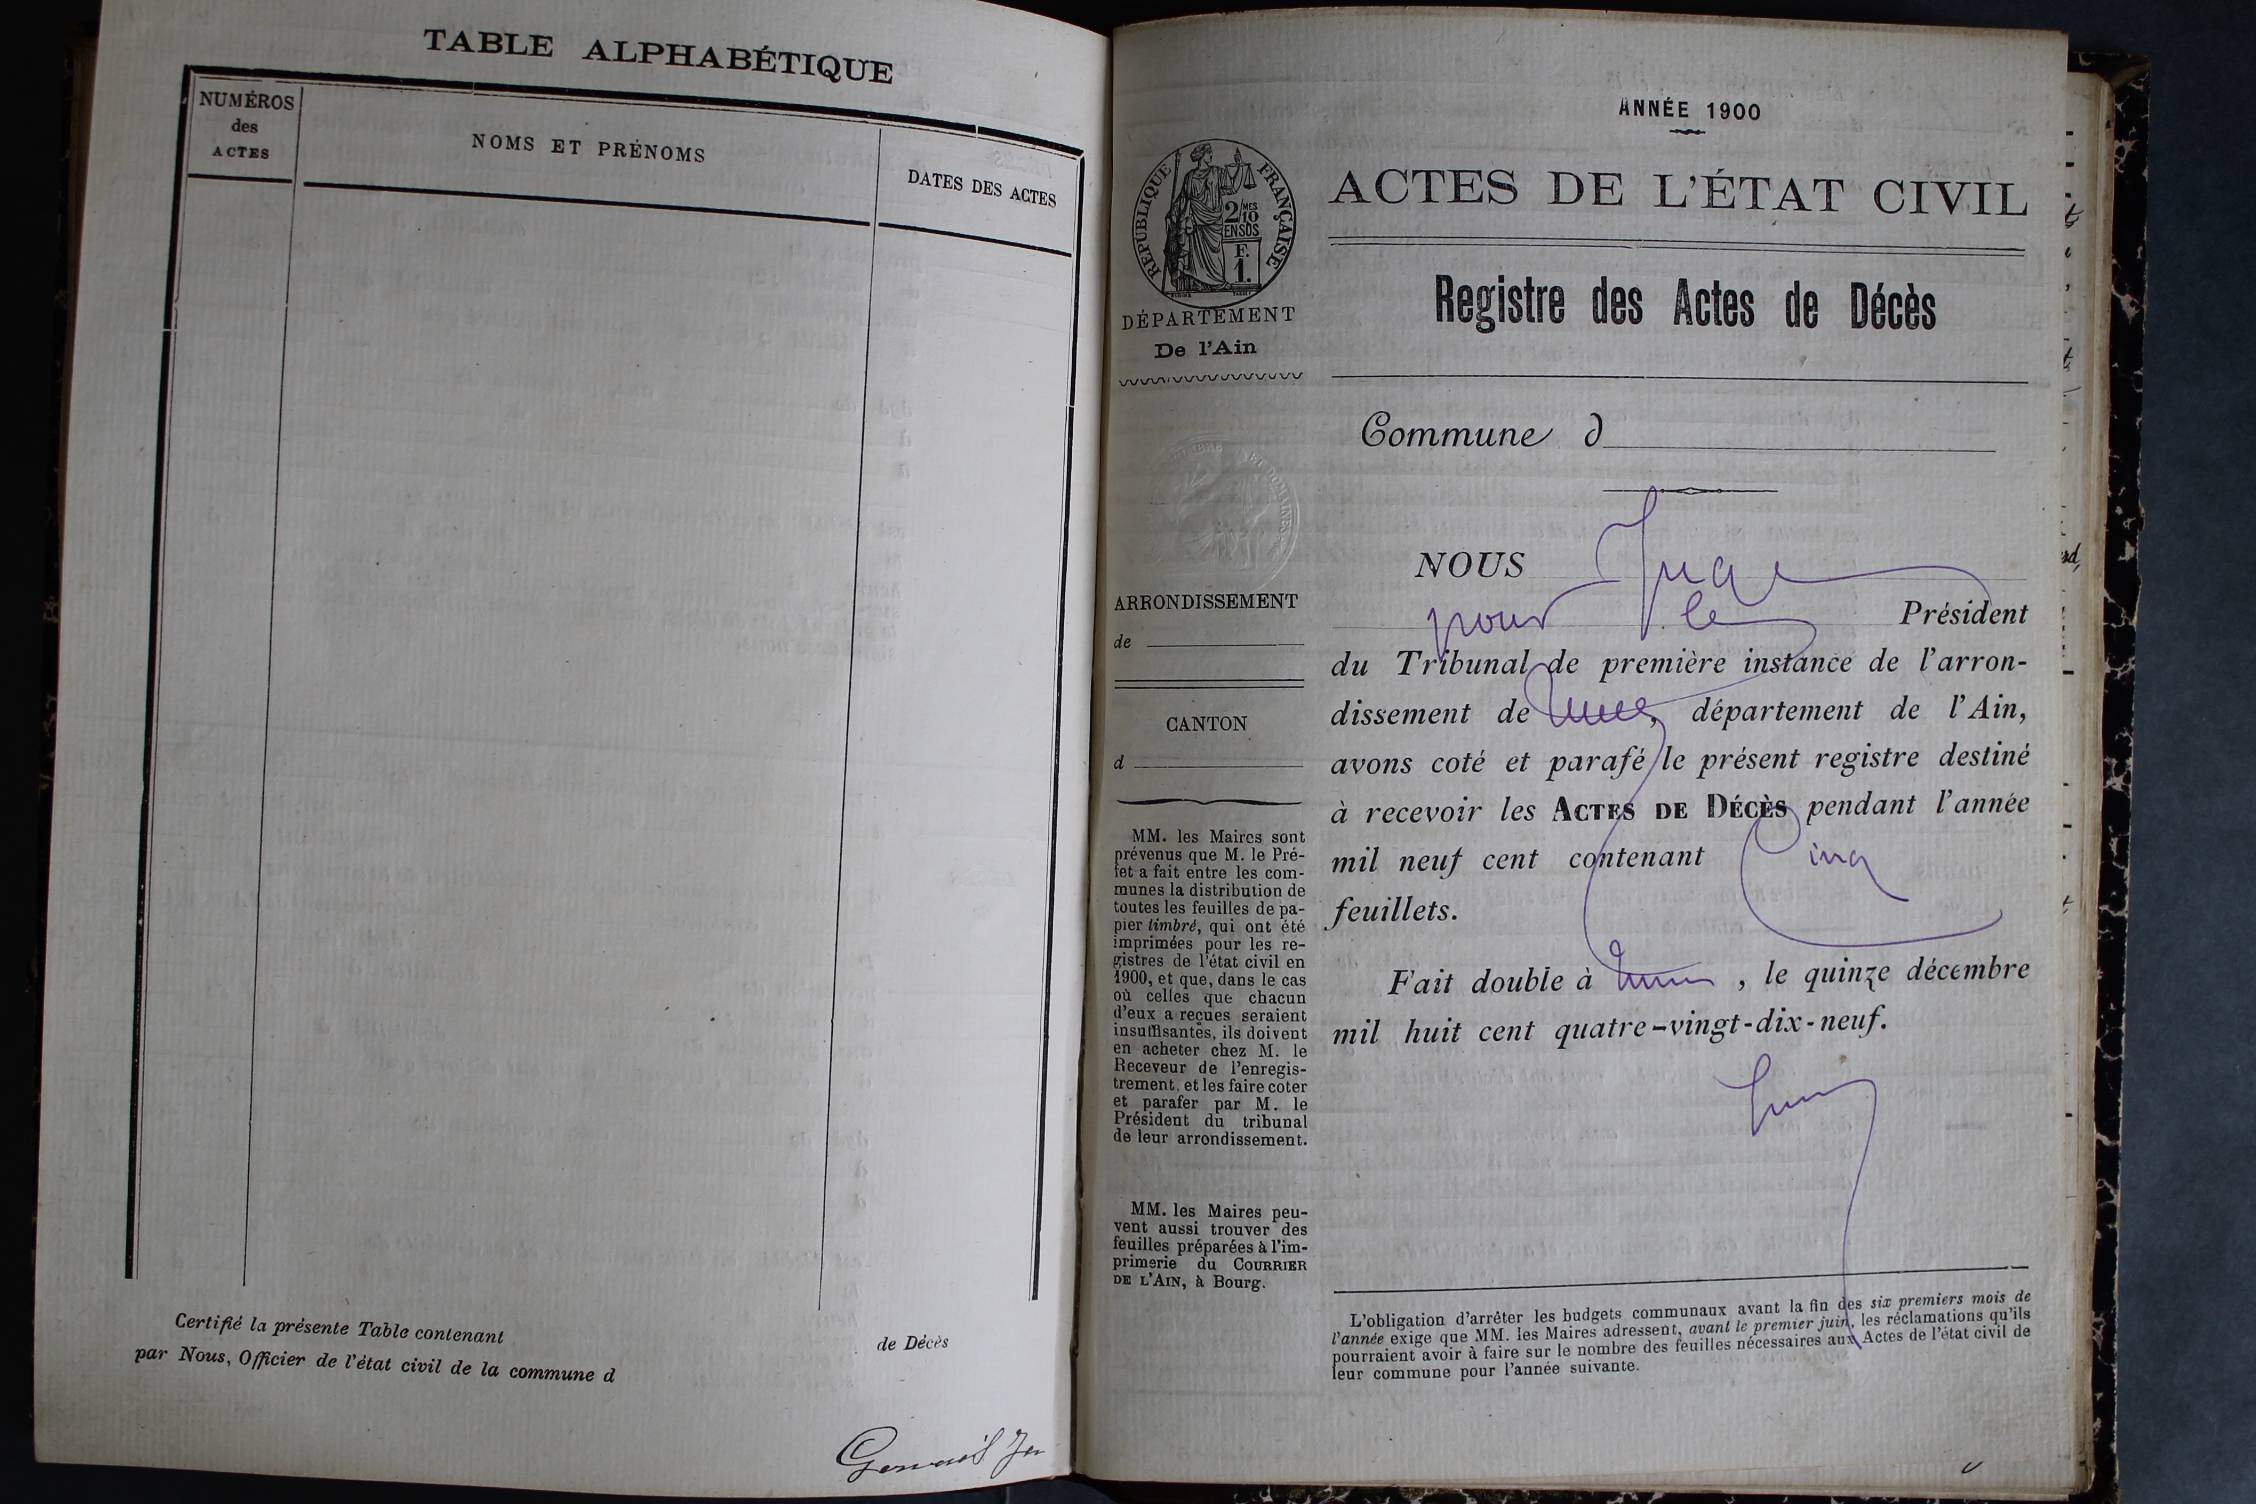 TABLE ALPHABÉTIQUE
NUMÉROS
des
ACTES
NOMS ET PRÉNOMS
DATES DES ACTES
Certifié la présente Table contenant
de Décès
par Nous, Officier de l'état civil de la commune d
ANNÉE 1900
RÉPUBLIQUE FRANÇAISE
2/10 MES
EN SUS
F.
1.
ACTES DE L'ÉTAT CIVIL
Registre des Actes de Décès
DÉPARTEMENT
De l'Ain
Commune d
ARRONDISSEMENT
de
CANTON
d
MM. les Maires sont
prévenus que M. le Pré-
fet a fait entre les com-
munes la distribution de
toutes les feuilles de pa-
pier timbré, qui ont été
imprimées pour les re-
gistres de l'état civil en
1900, et que, dans le cas
où celles que chacun
d'eux a reçues seraient
insuffisantes, ils doivent
en acheter chez M. le
Receveur de l'enregis-
trement, et les faire coter
et parafer par M. le
Président du tribunal
de leur arrondissement.
MM. les Maires peu-
vent aussi trouver des
feuilles préparées à l'im-
primerie du COURRIER
DE L'AIN, à Bourg.
NOUS Juge
pour le Président
du Tribunal de première instance de l'arron-
dissement de , département de l'Ain,
avons coté et parafé le présent registre destiné
à recevoir les ACTES DE DÉCÈS pendant l'année
mil neuf cent contenant Cinq
feuillets.
Fait double à , le quinze décembre
mil huit cent quatre-vingt-dix-neuf.
L'obligation d'arrêter les budgets communaux avant la fin des six premiers mois de
l'année exige que MM. les Maires adressent, avant le premier juin, les réclamations qu'ils
pourraient avoir à faire sur le nombre des feuilles nécessaires aux Actes de l'état civil de
leur commune pour l'année suivante.